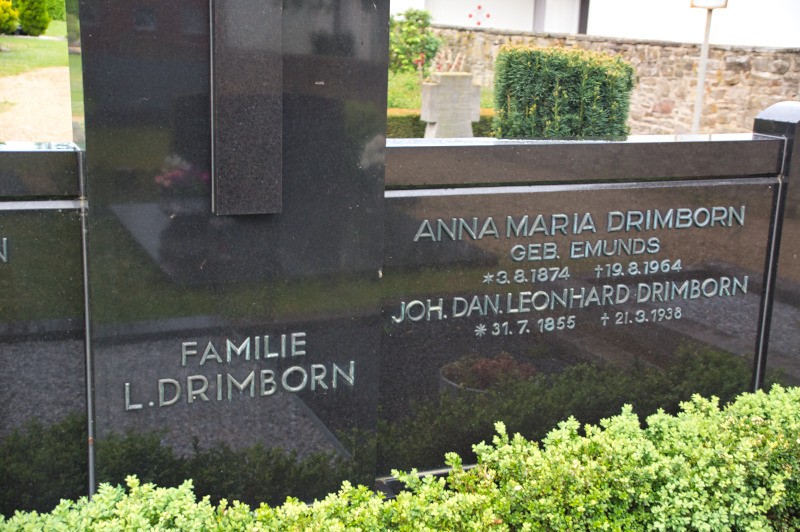 FAMILIE
L. DRIMBORN
ANNA MARIA DRIMBORN
GEB. EMUNDS
*3.8.1874 †19.8.1964
JOH. DAN. LEONHARD DRIMBORN
*31.7.1855 †21.3.1938